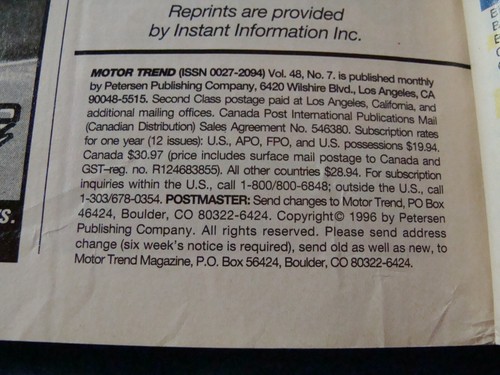 Reprints are provided
by Instant Information Inc.
MOTOR TREND (ISSN 0027-2094) Vol. 48, No. 7. is published monthly
by Petersen Publishing Company, 6420 Wilshire Blvd., Los Angeles, CA
90048-5515. Second Class postage paid at Los Angeles, California, and
additional mailing offices. Canada Post International Publications Mail
(Canadian Distribution) Sales Agreement No. 546380. Subscription rates
for one year (12 issues): U.S., APO, FPO, and U.S. possessions $19.94.
Canada $30.97 (price includes surface mail postage to Canada and
GST–reg. no. R124683855). All other countries $28.94. For subscription
inquiries within the U.S., call 1-800/800-6848; outside the U.S., call
1-303/678-0354. POSTMASTER: Send changes to Motor Trend, PO Box
46424, Boulder, CO 80322-6424. Copyright© 1996 by Petersen
Publishing Company. All rights reserved. Please send address
change (six week's notice is required), send old as well as new, to
Motor Trend Magazine, P.O. Box 56424, Boulder, CO 80322-6424.